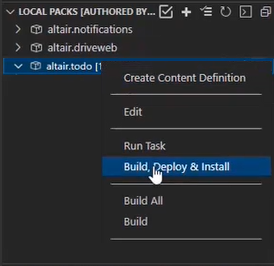 LOCAL PACKS [AUTHORED BY...
altair.notifications
altair.driveweb
altair.todo [1
Create Content Definition
Edit
Run Task
Build, Deploy & Install
Build All
Build